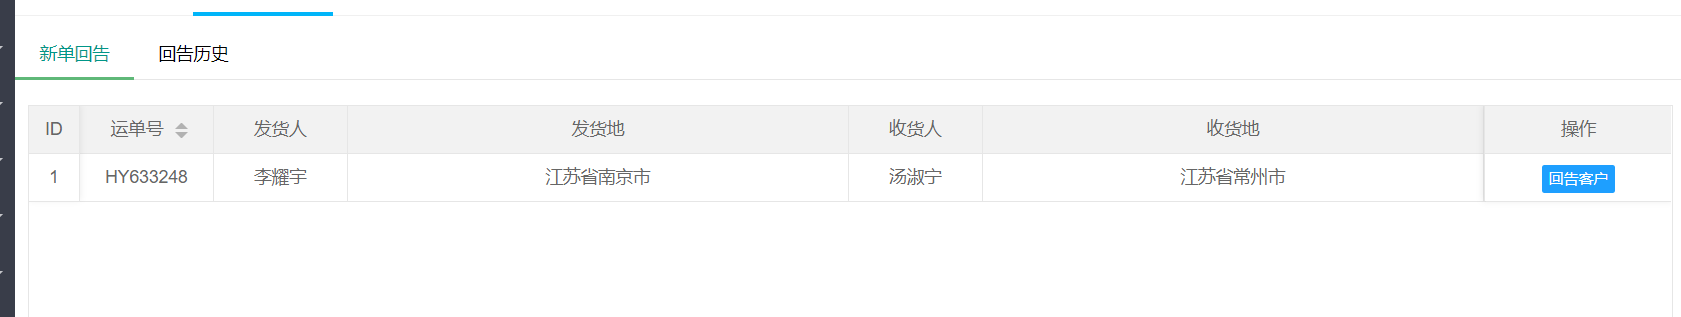 新单回告 回告历史
ID 运单号 发货人 发货地 收货人 收货地 操作
1 HY633248 李耀宇 江苏省南京市 汤淑宁 江苏省常州市 回告客户